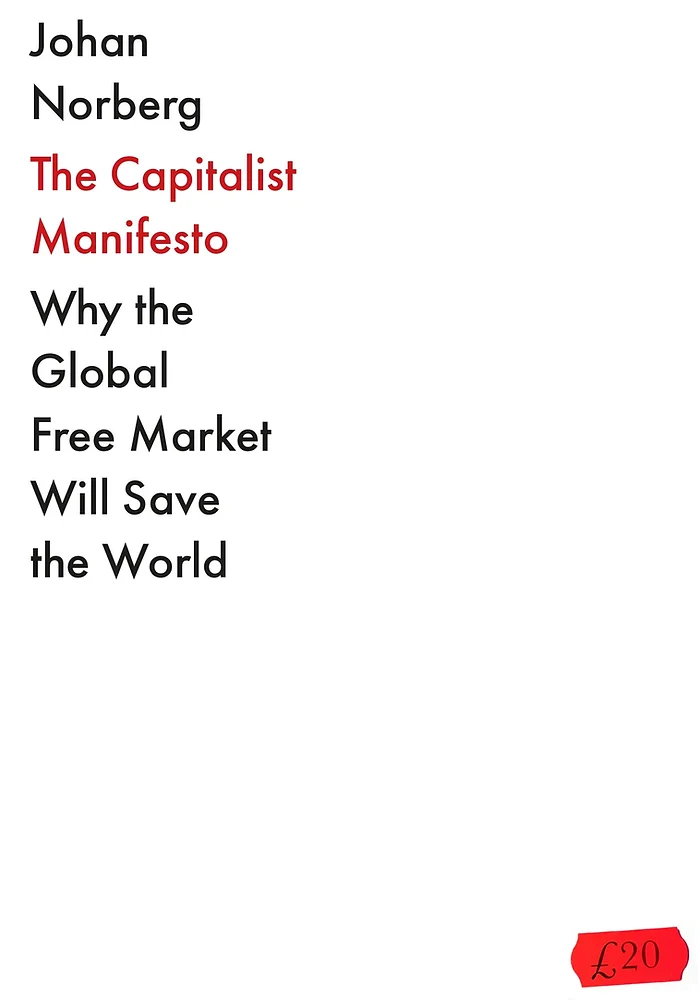 Johan
Norberg
The Capitalist
Manifesto
Why the
Global
Free Market
Will Save
the World
£20